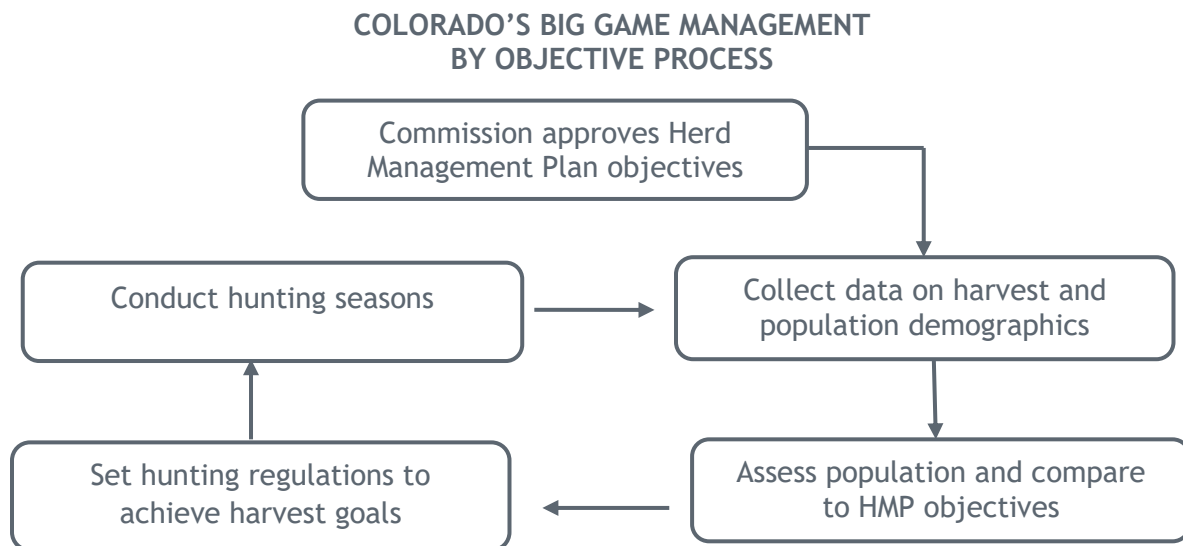 COLORADO’S BIG GAME MANAGEMENT
BY OBJECTIVE PROCESS
Commission approves Herd
Management Plan objectives
Conduct hunting seasons
Collect data on harvest and
population demographics
Set hunting regulations to
achieve harvest goals
Assess population and compare
to HMP objectives